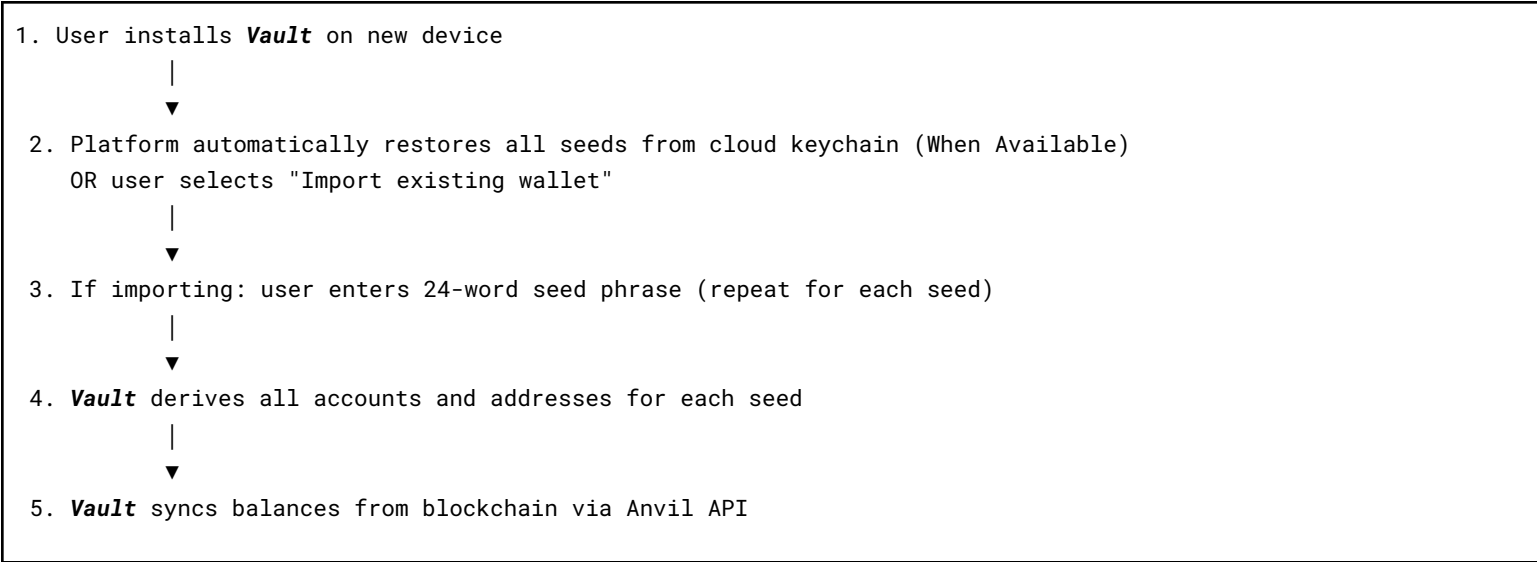 1. User installs Vault on new device
│
▼
2. Platform automatically restores all seeds from cloud keychain (When Available)
OR user selects "Import existing wallet"
│
▼
3. If importing: user enters 24-word seed phrase (repeat for each seed)
│
▼
4. Vault derives all accounts and addresses for each seed
│
▼
5. Vault syncs balances from blockchain via Anvil API